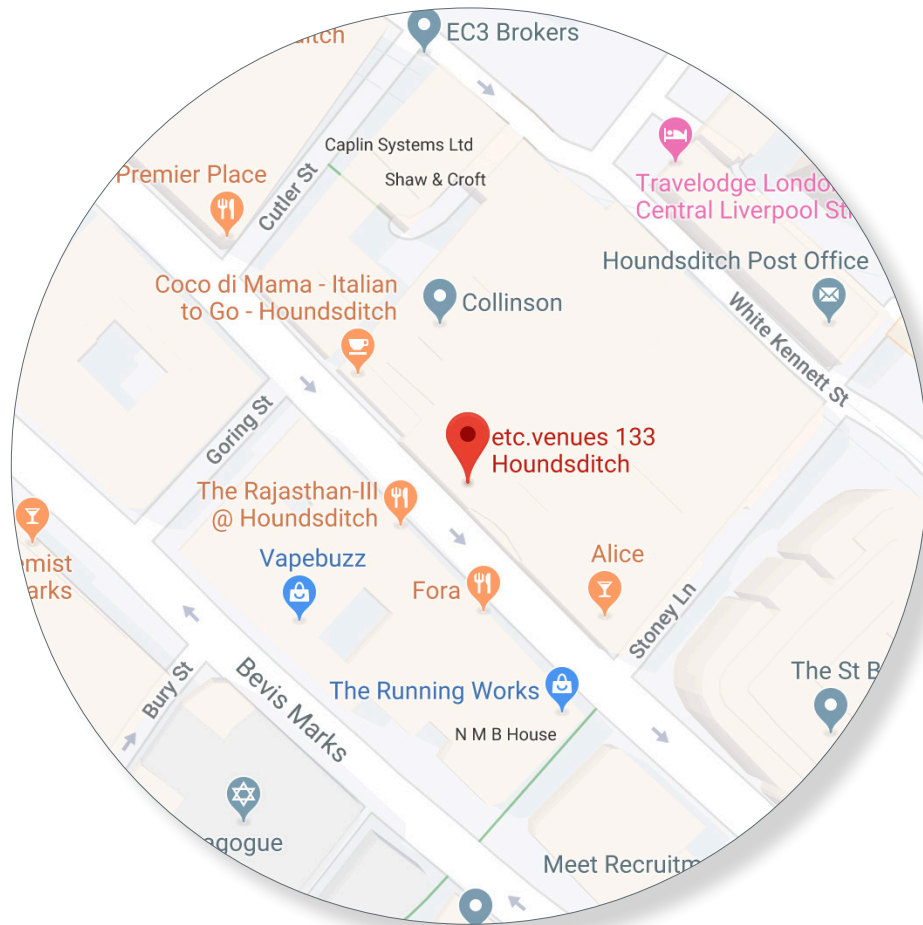 EC3 Brokers
Caplin Systems Ltd
Shaw & Croft
Premier Place
Cutler St
Travelodge London
Central Liverpool
Houndsditch Post Office
Coco di Mama - Italian
to Go - Houndsditch
Collinson
White Kennett St
Goring St
etc.venues 133
Houndsditch
The Rajasthan-III
@ Houndsditch
Vapebuzz
Fora
Alice
Stoney Ln
The St
Bury St
Bevis Marks
The Running Works
N M B House
Meet